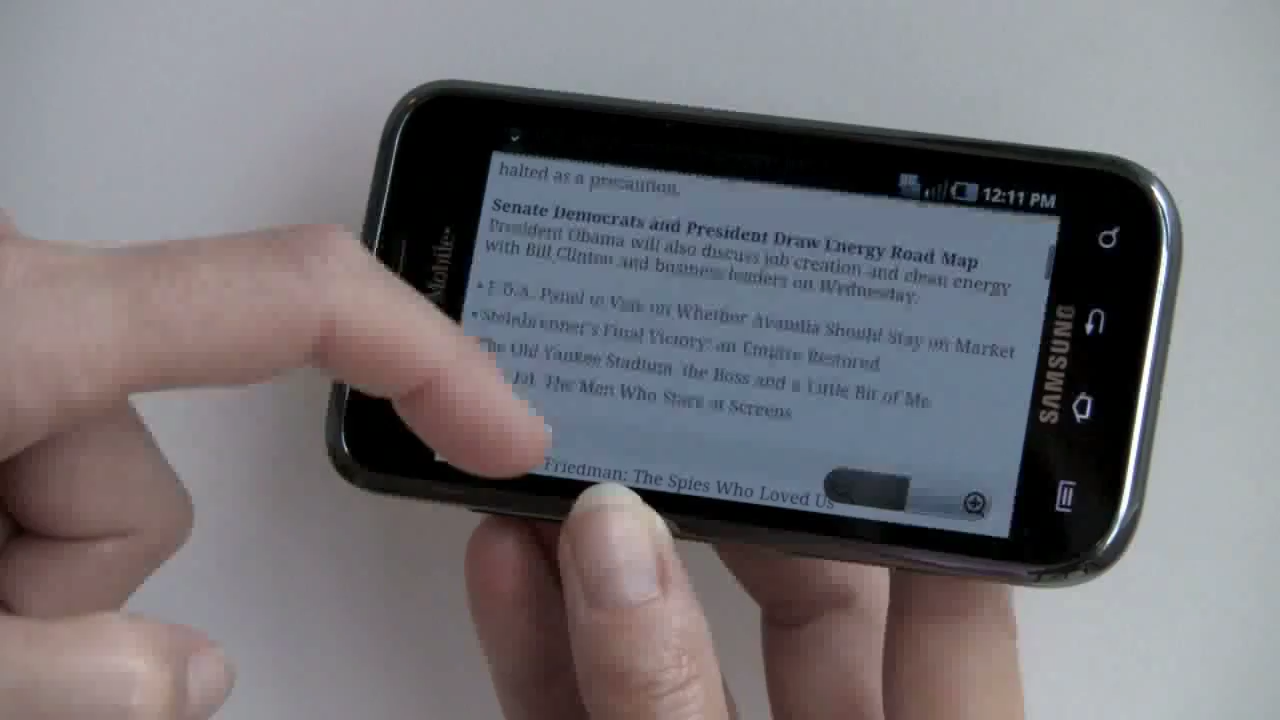 12:11 PM
halted as a precaution.
Senate Democrats and President Draw Energy Road Map
President Obama will also discuss job creation and clean energy
with Bill Clinton and business leaders on Wednesday.
• F.D.A. Panel to Vote on Whether Avandia Should Stay on Market
• Steinbrenner's Final Victory: an Empire Restored
The Old Yankee Stadium, the Boss and a Little Bit of Me
The Men Who Stare at Screens
Friedman: The Spies Who Loved Us
Mobile
SAMSUNG